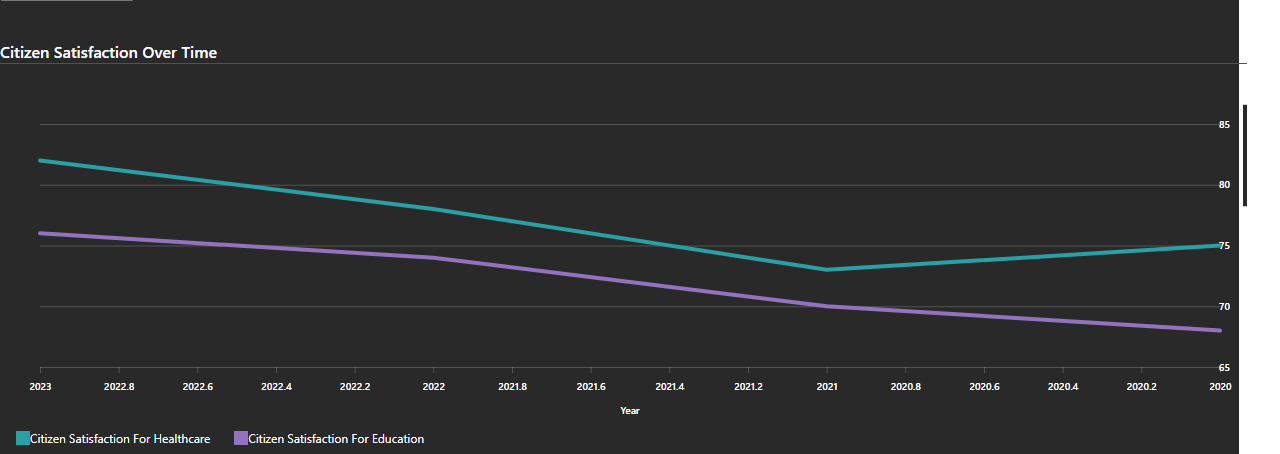 Citizen Satisfaction Over Time
85
80
75
70
65
2023 2022.8 2022.6 2022.4 2022.2 2022 2021.8 2021.6 2021.4 2021.2 2021 2020.8 2020.6 2020.4 2020.2 2020
Year
Citizen Satisfaction For Healthcare Citizen Satisfaction For Education